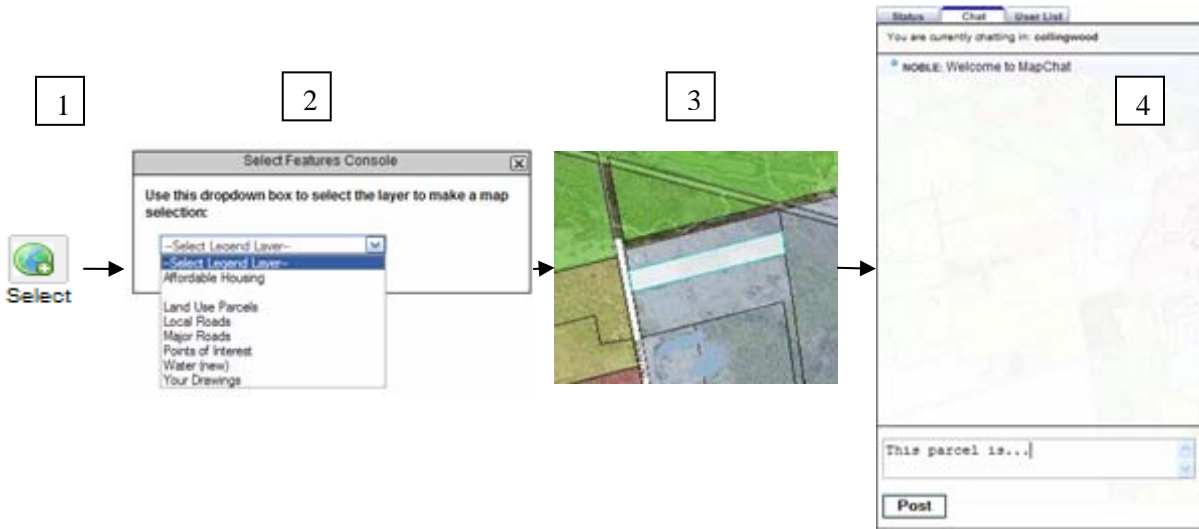 1
2
3
4
Select
Select Features Console
Use this dropdown box to select the layer to make a map
selection:
--Select Legend Layer--
--Select Legend Layer--
Affordable Housing
Land Use Parcels
Local Roads
Major Roads
Points of Interest
Water (new)
Your Drawings
Status Chat User List
You are currently chatting in: collingwood
NOBLE: Welcome to MapChat
This parcel is...
Post